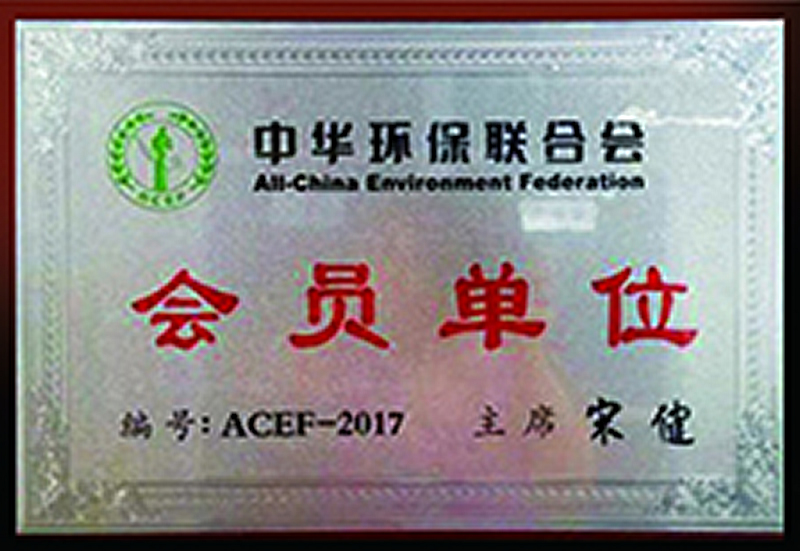 中华环保联合会
All-China Environment Federation
会员单位
编号:ACEF-2017 主席 宋健
ACEF